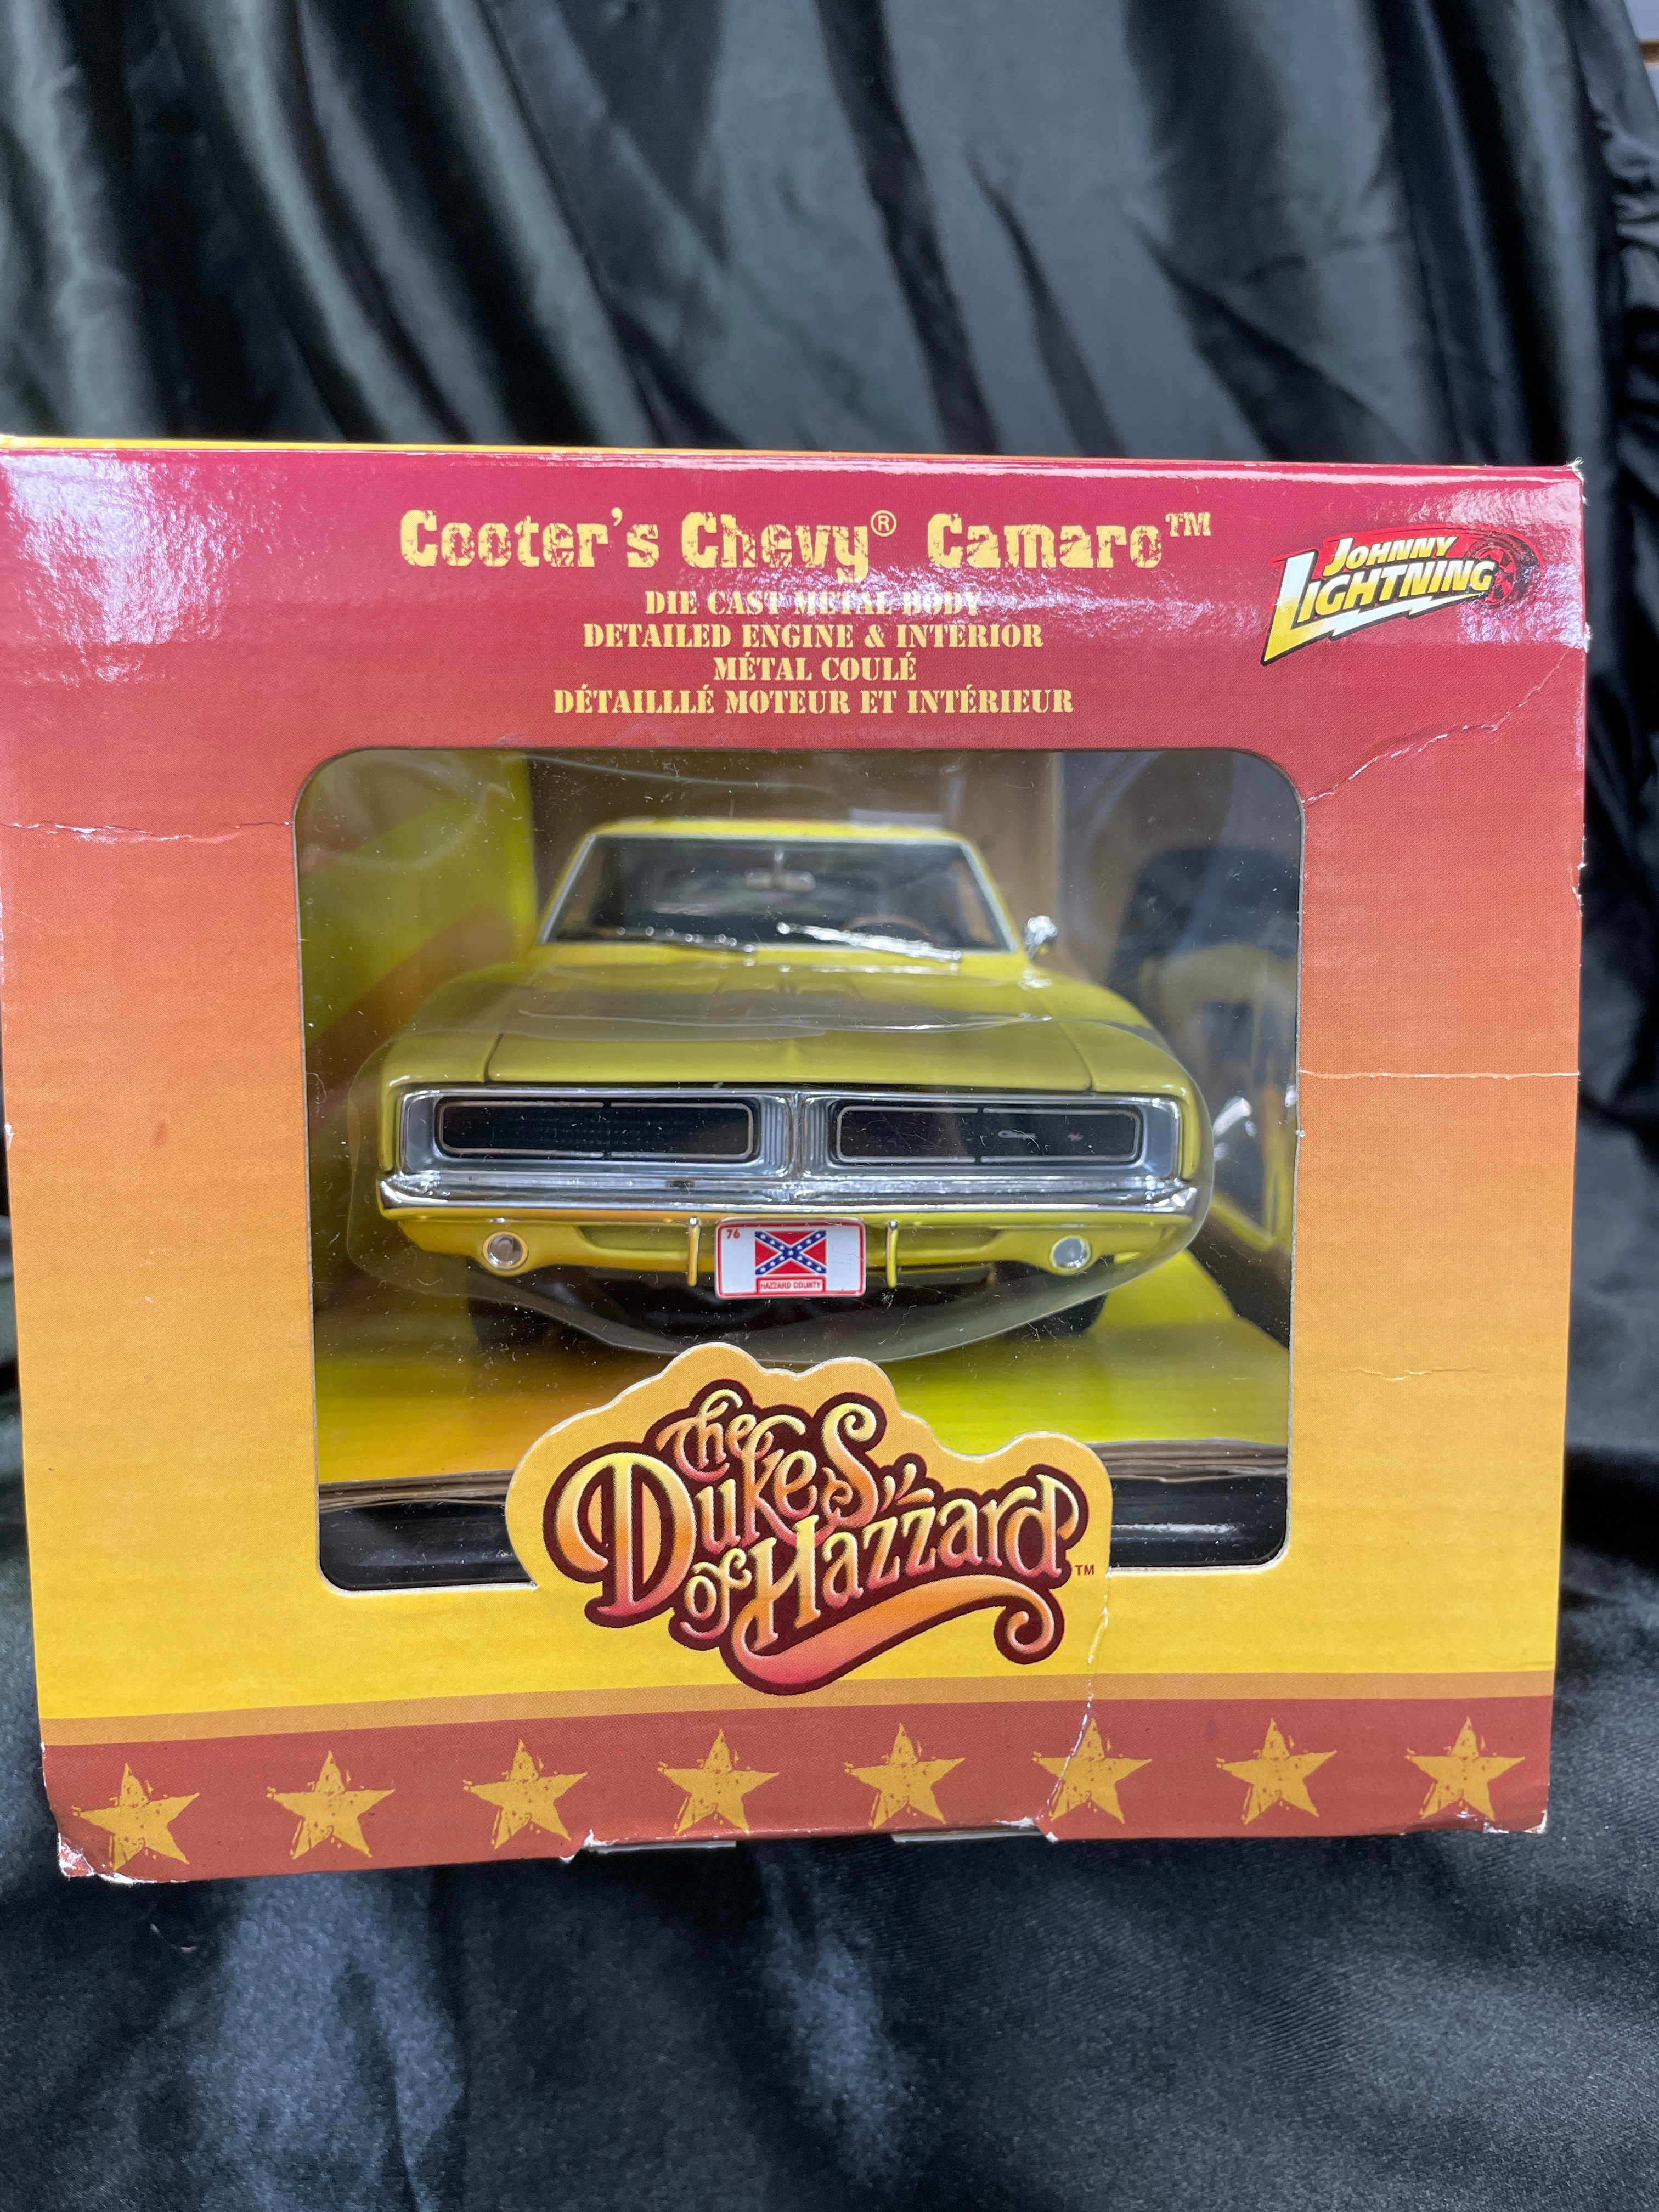 Cooter's Chevy® Camaro™
JOHNNY
LIGHTNING
DIE CAST METAL BODY
DETAILED ENGINE & INTERIOR
MÉTAL COULÉ
DÉTAILLLÉ MOTEUR ET INTÉRIEUR
76
HAZZARD COUNTY
the
Dukes
of Hazzard™